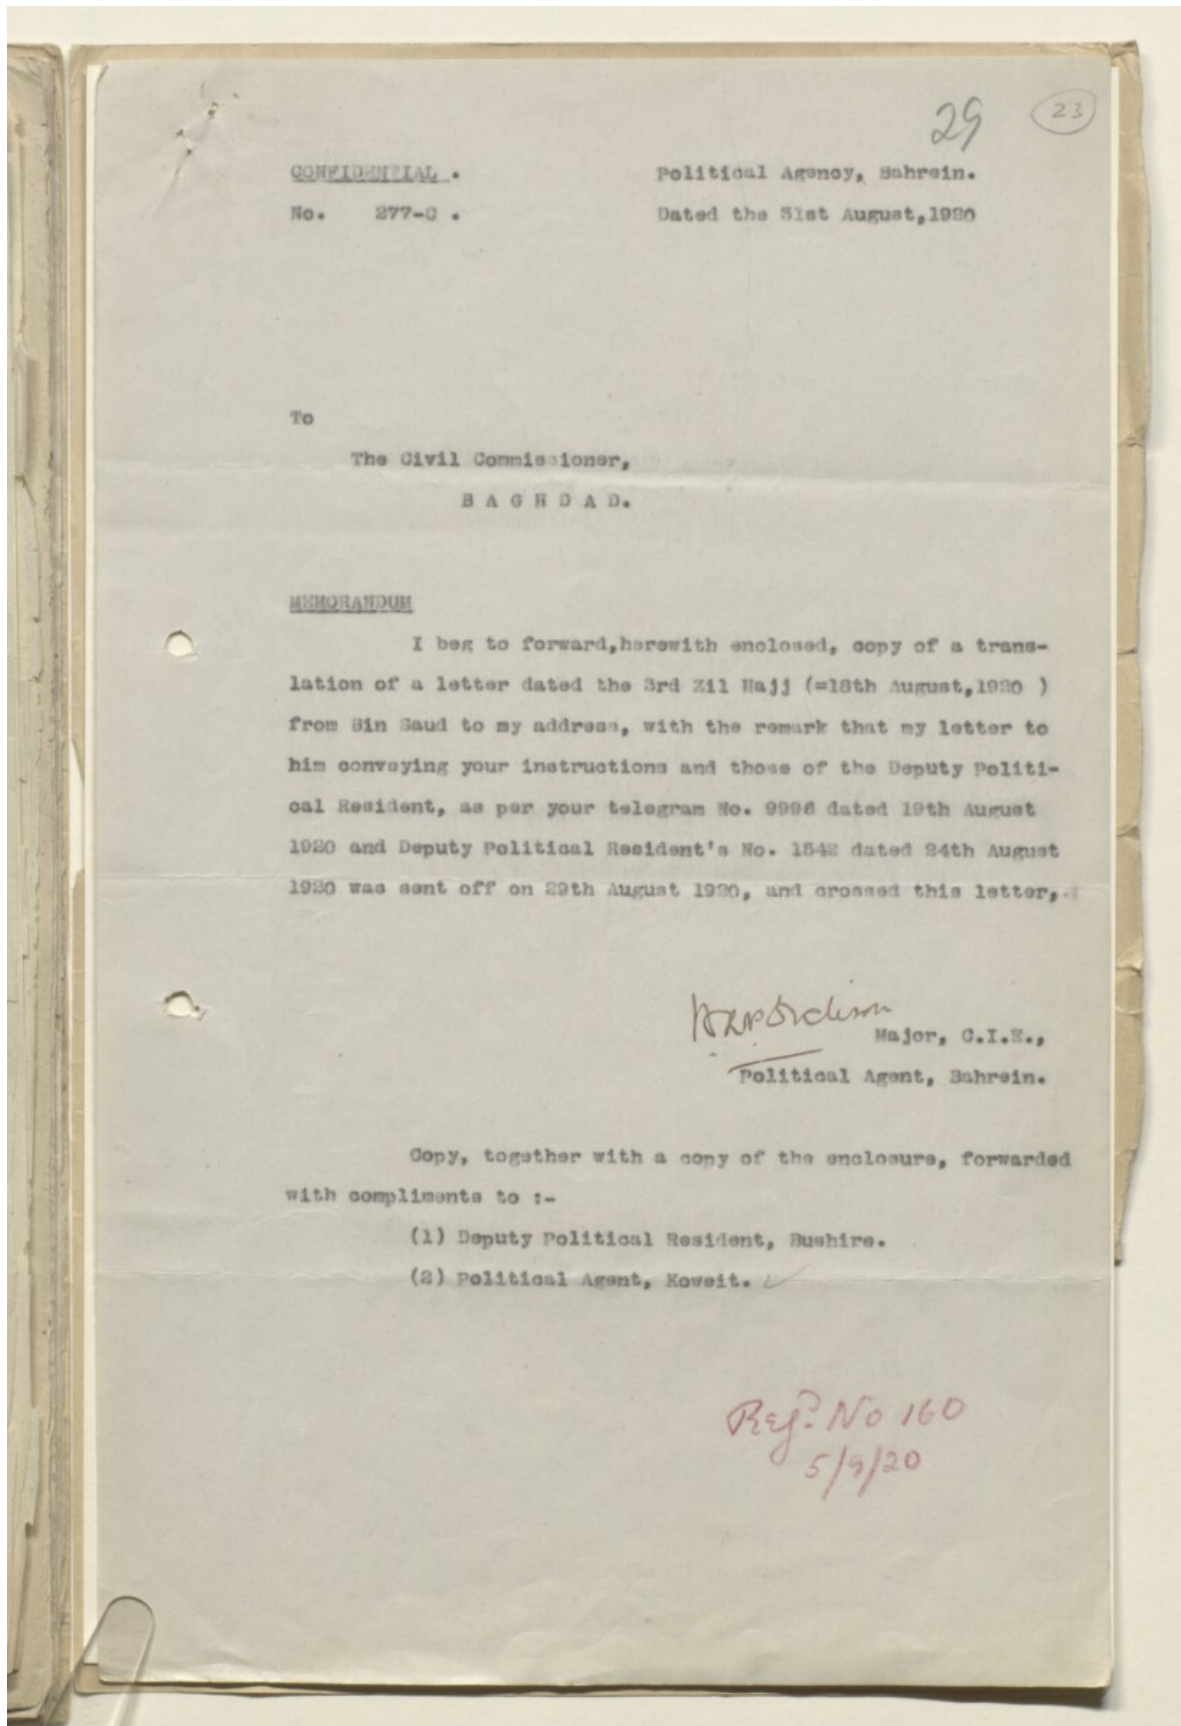 29 23
CONFIDENTIAL . Political Agency, Bahrein.
No. 277-C . Dated the 31st August,1920
To
The Civil Commissioner,
B A G H D A D.
MEMORANDUM
I beg to forward,herewith enclosed, copy of a trans-
lation of a letter dated the 3rd Zil Hajj (=18th August,1920 )
from Bin Saud to my address, with the remark that my letter to
him conveying your instructions and those of the Deputy Politi-
cal Resident, as per your telegram No. 9996 dated 19th August
1920 and Deputy Political Resident's No. 1542 dated 24th August
1920 was sent off on 29th August 1920, and crossed this letter,
Major, C.I.E.,
Political Agent, Bahrein.
Copy, together with a copy of the enclosure, forwarded
with compliments to :-
(1) Deputy Political Resident, Bushire.
(2) Political Agent, Koweit.
Regd. No 160
5/9/20